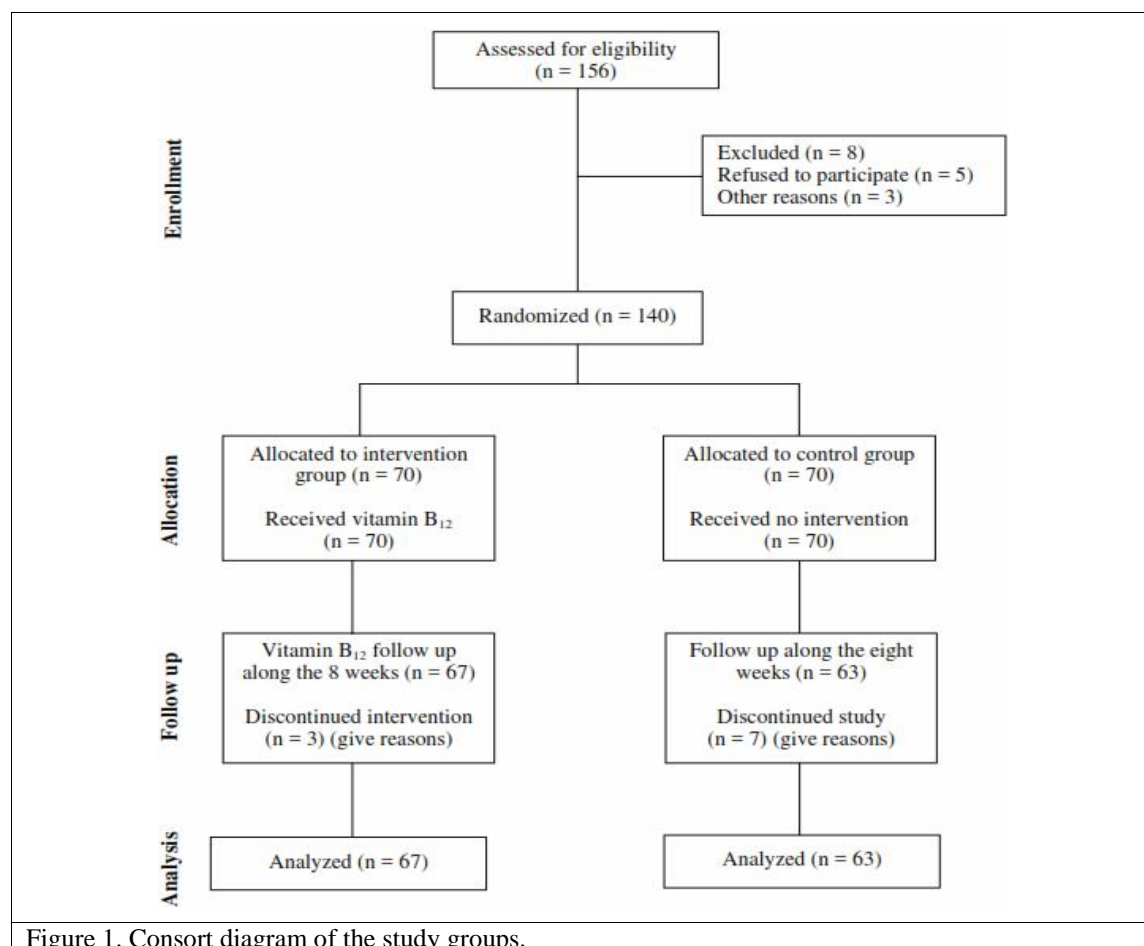 Assessed for eligibility
(n = 156)
Enrollment
Excluded (n = 8)
Refused to participate (n = 5)
Other reasons (n = 3)
Randomized (n = 140)
Allocation
Allocated to intervention
group (n = 70)
Received vitamin B₁₂
(n = 70)
Allocated to control group
(n = 70)
Received no intervention
(n = 70)
Follow up
Vitamin B₁₂ follow up
along the 8 weeks (n = 67)
Discontinued intervention
(n = 3) (give reasons)
Follow up along the eight
weeks (n = 63)
Discontinued study
(n = 7) (give reasons)
Analysis
Analyzed (n = 67)
Analyzed (n = 63)
Figure 1. Consort diagram of the study groups.